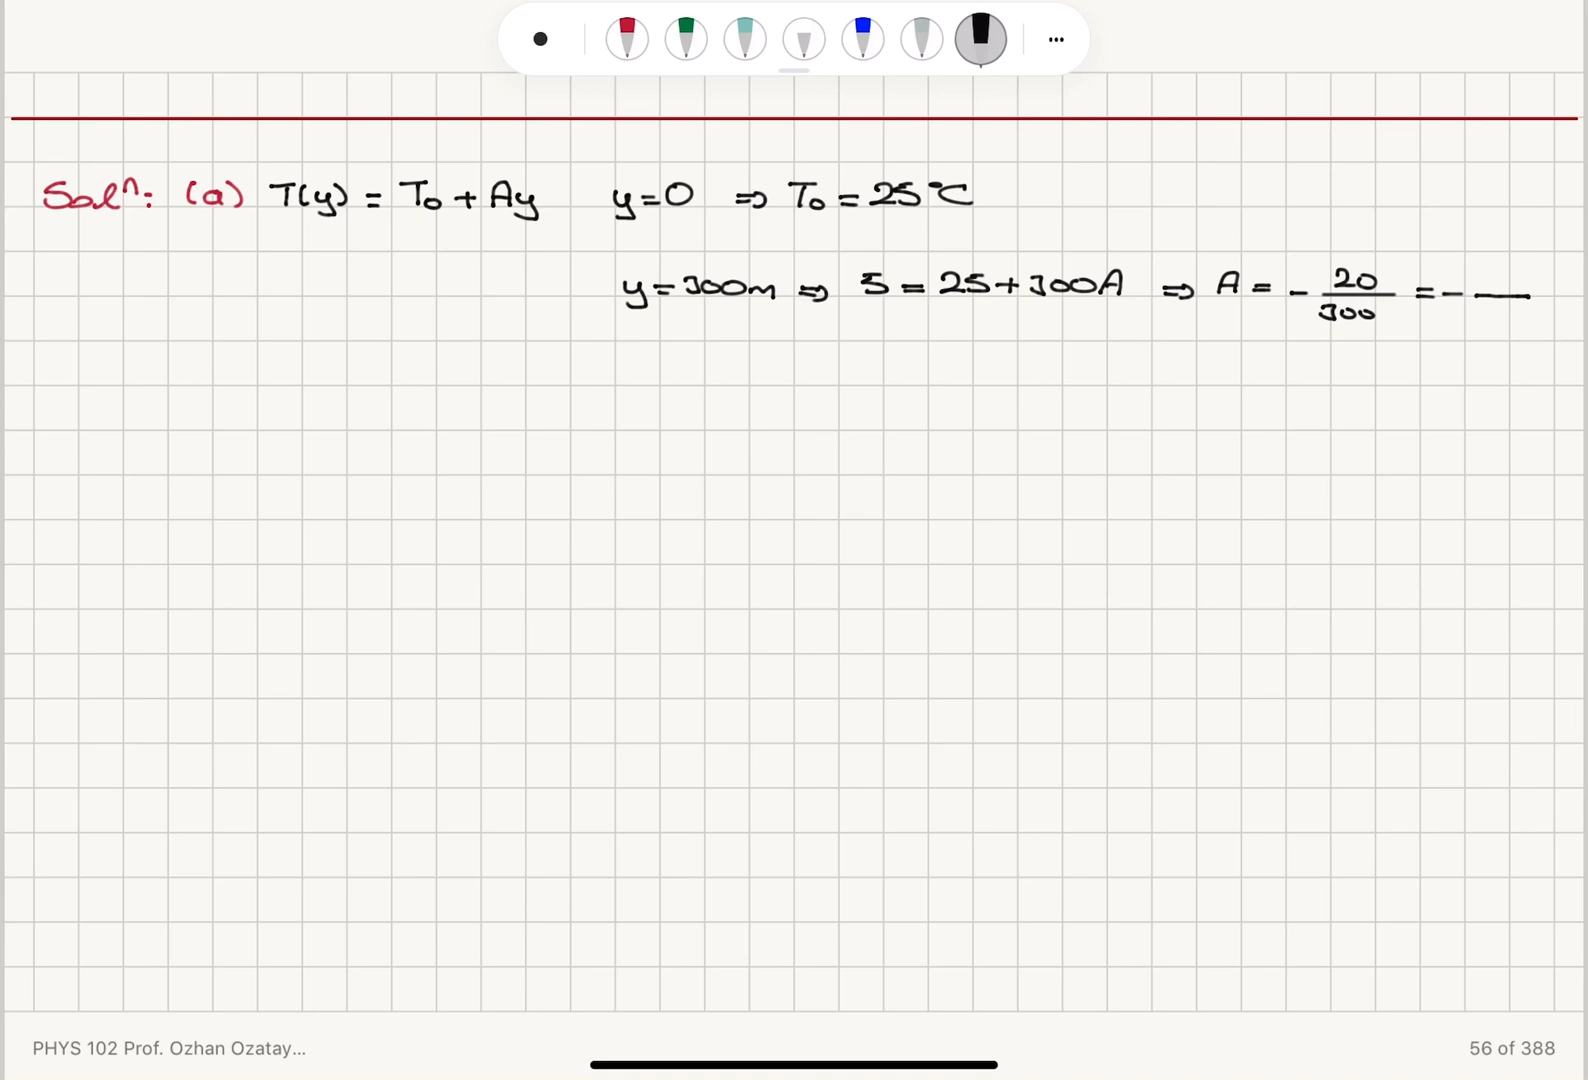 Solⁿ: (a) T(y) = T₀ + Ay y=0 ⇒ T₀ = 25°C
y=300m ⇒ 5 = 25+300A ⇒ A = - 20/300 = -
PHYS 102 Prof. Ozhan Ozatay...
56 of 388